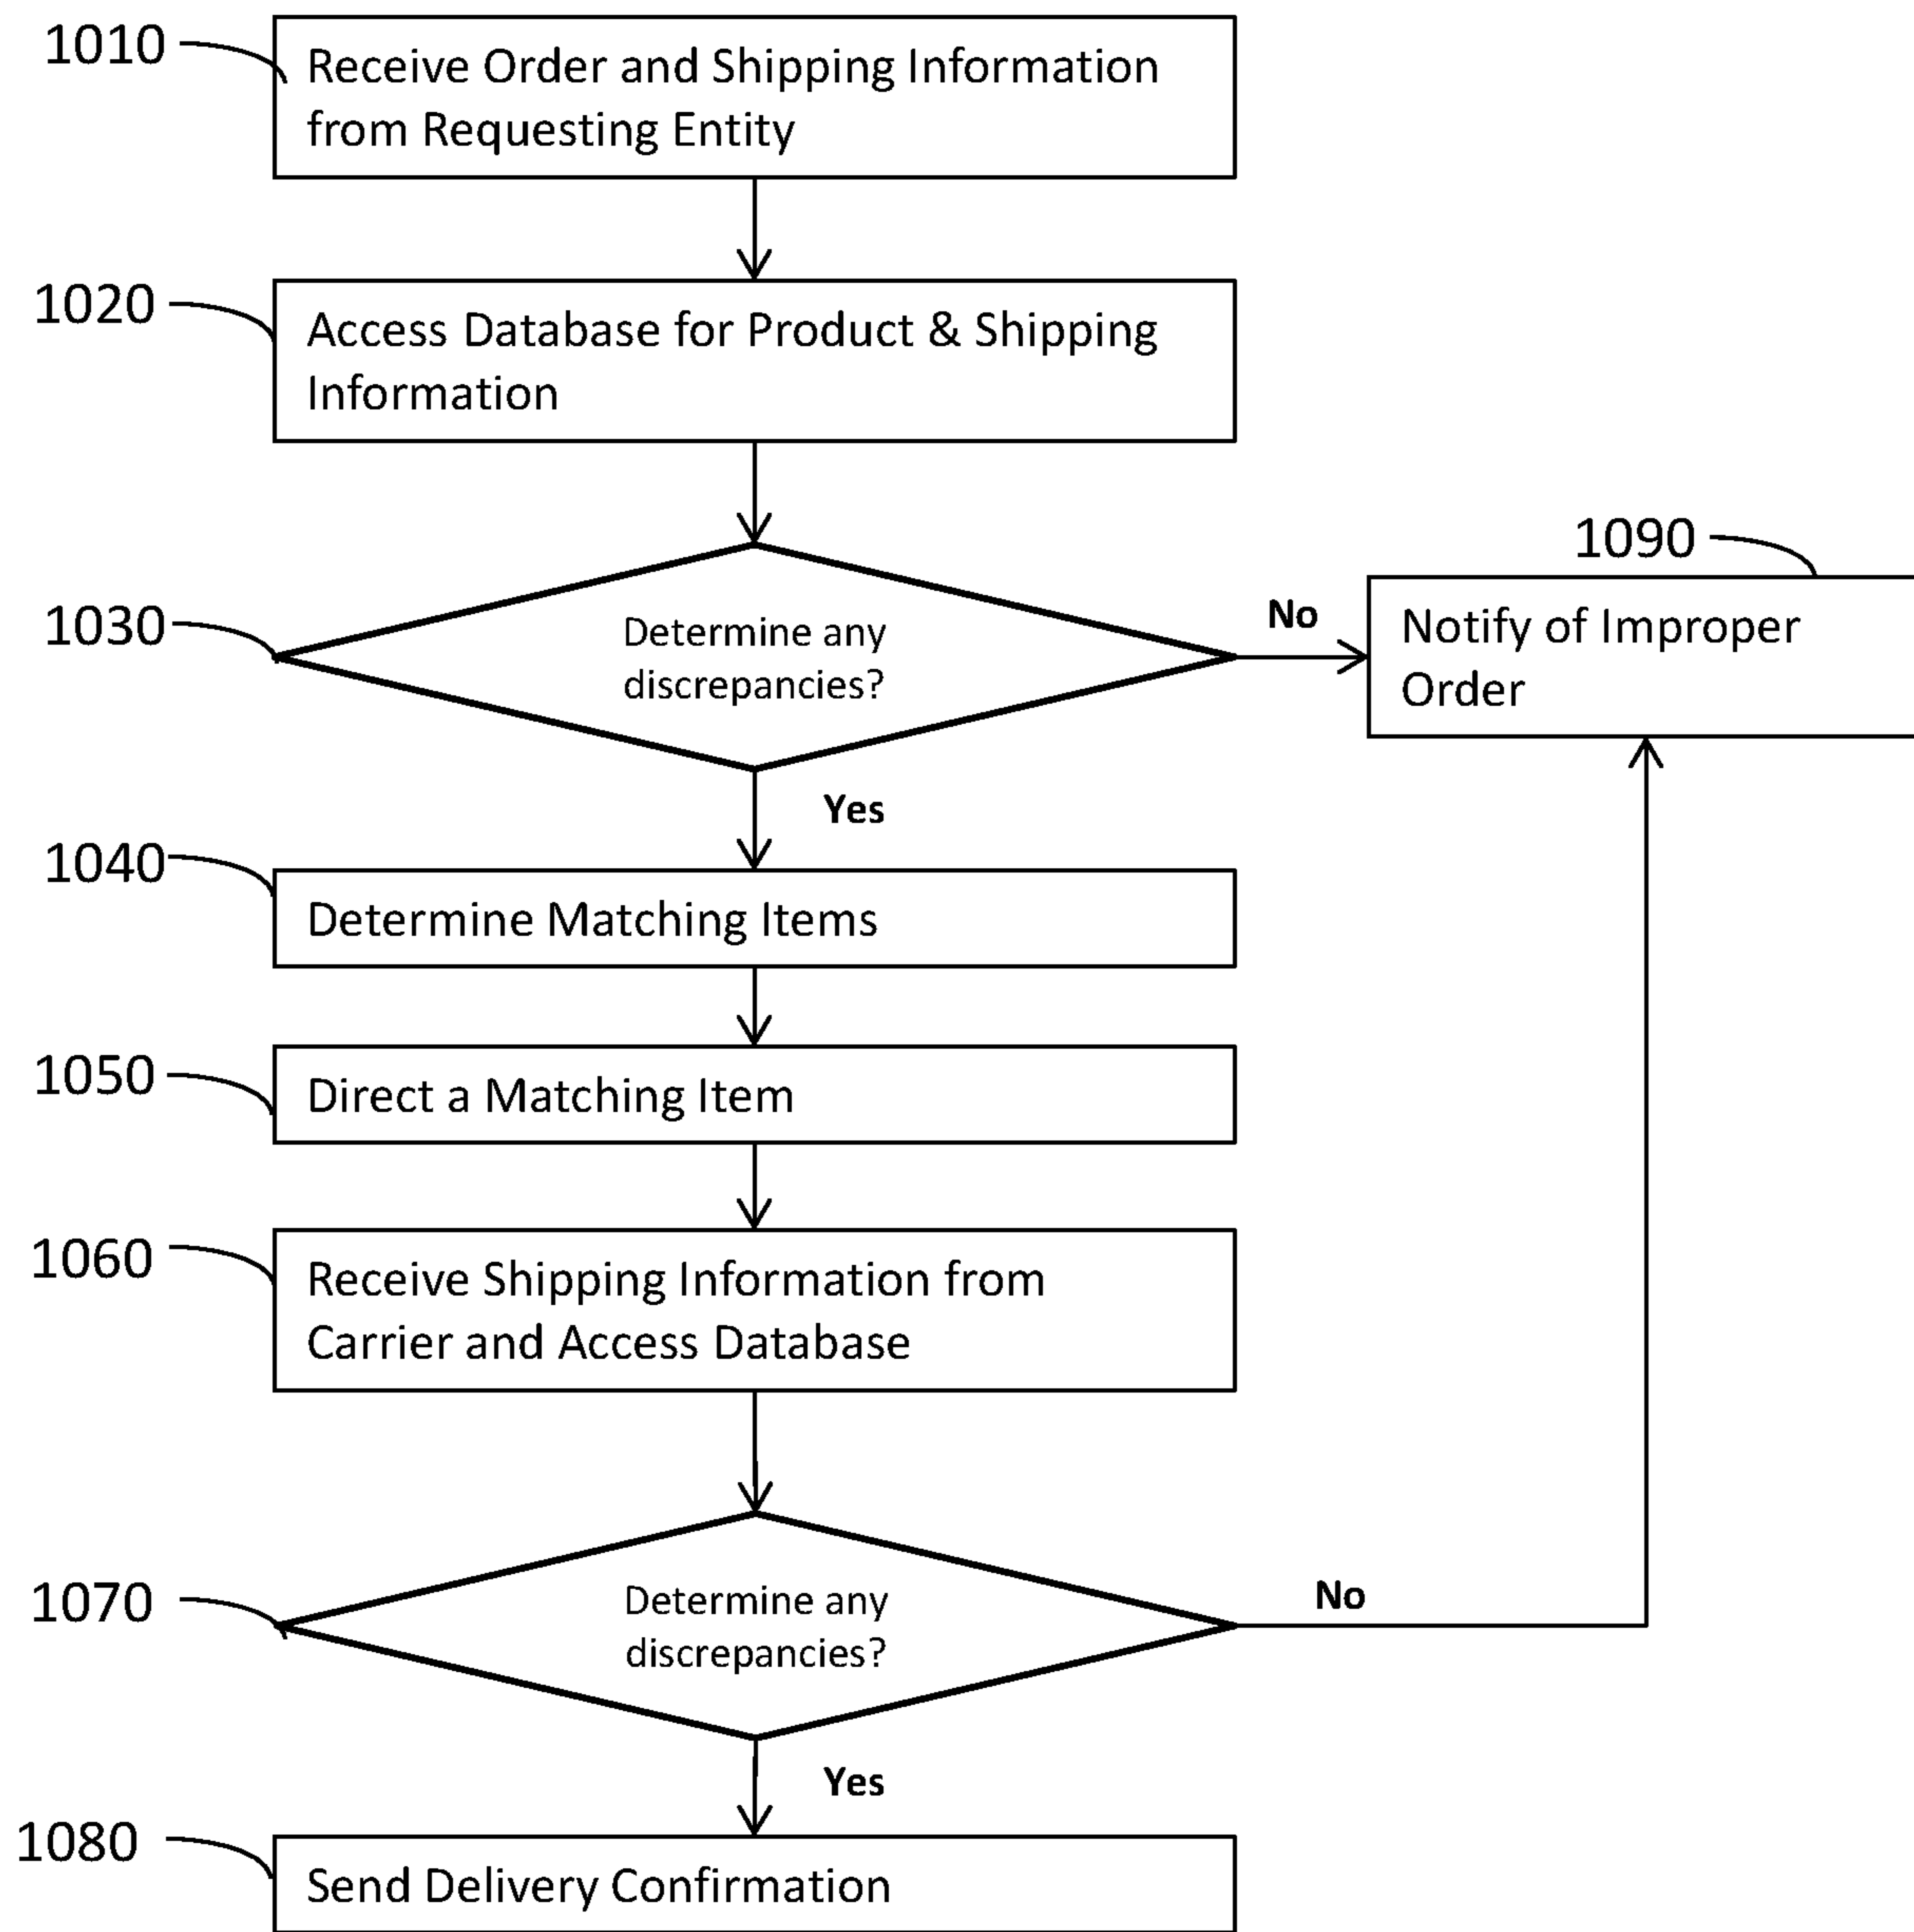 1010
Receive Order and Shipping Information
from Requesting Entity
1020
Access Database for Product & Shipping
Information
1030
Determine any
discrepancies?
No
1090
Notify of Improper
Order
Yes
1040
Determine Matching Items
1050
Direct a Matching Item
1060
Receive Shipping Information from
Carrier and Access Database
1070
Determine any
discrepancies?
No
Yes
1080
Send Delivery Confirmation